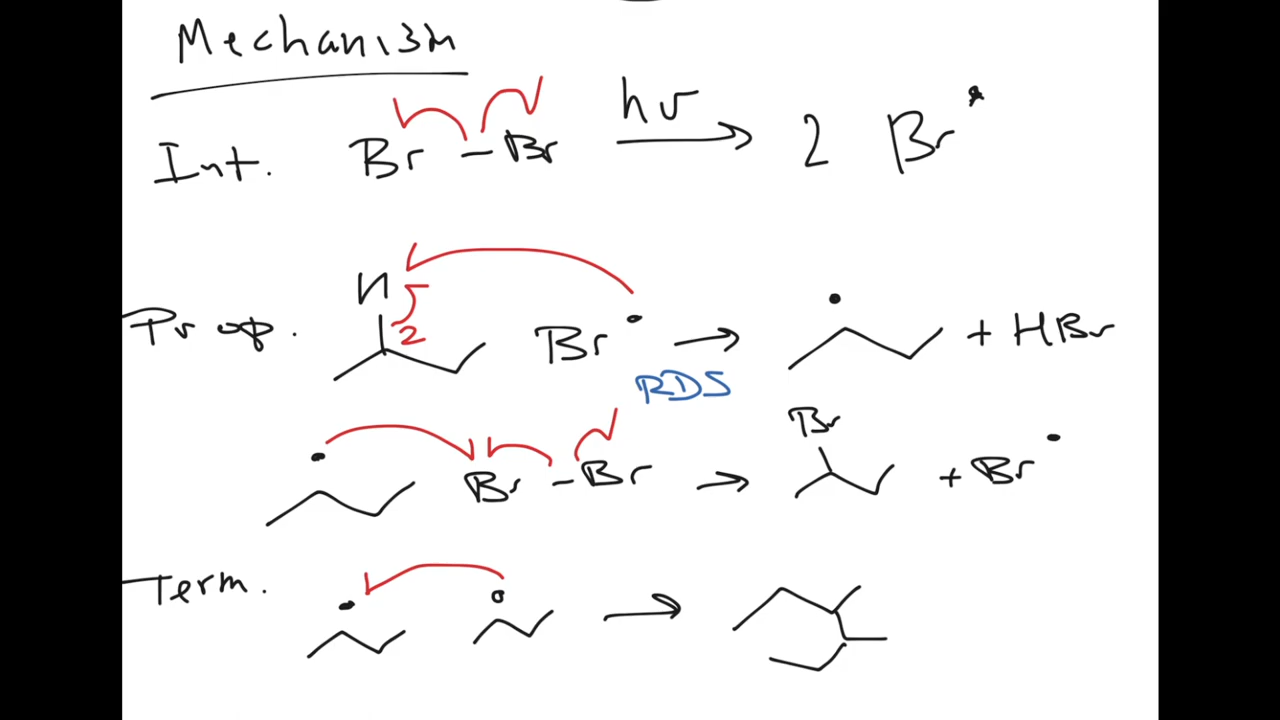 Mechanism
Int. Br - Br hν → 2 Br•
Prop. H 2 Br• → • + HBr
RDS
• Br - Br → Br + Br•
Term. • • →